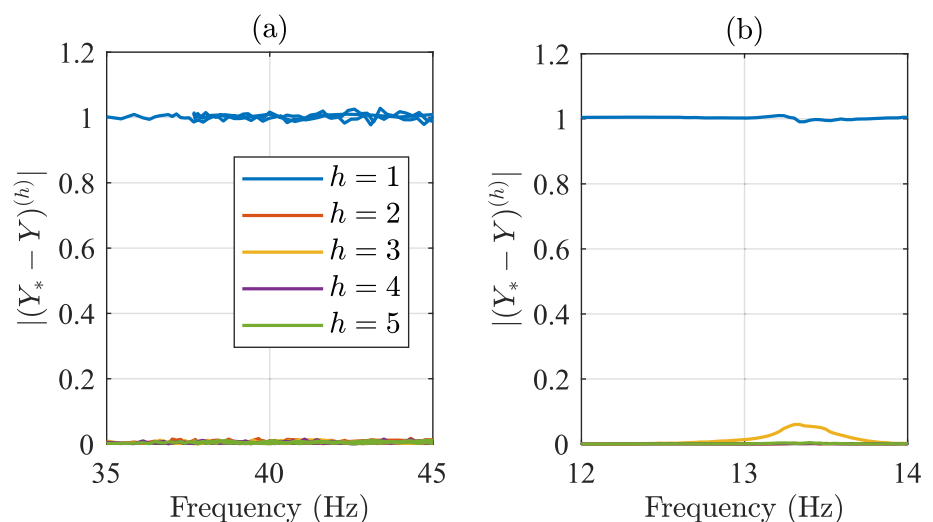 (a)
1.2
1
0.8
0.6
0.4
0.2
0
|(Y_* − Y)^{(h)}|
h = 1
h = 2
h = 3
h = 4
h = 5
35 40 45
Frequency (Hz)
(b)
1.2
1
0.8
0.6
0.4
0.2
0
|(Y_* − Y)^{(h)}|
12 13 14
Frequency (Hz)